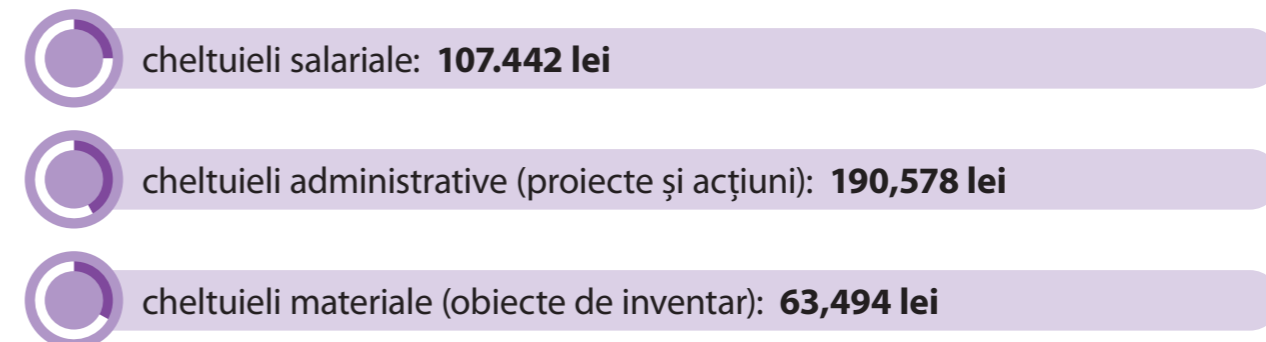 cheltuieli salariale: 107.442 lei
cheltuieli administrative (proiecte și acțiuni): 190,578 lei
cheltuieli materiale (obiecte de inventar): 63,494 lei